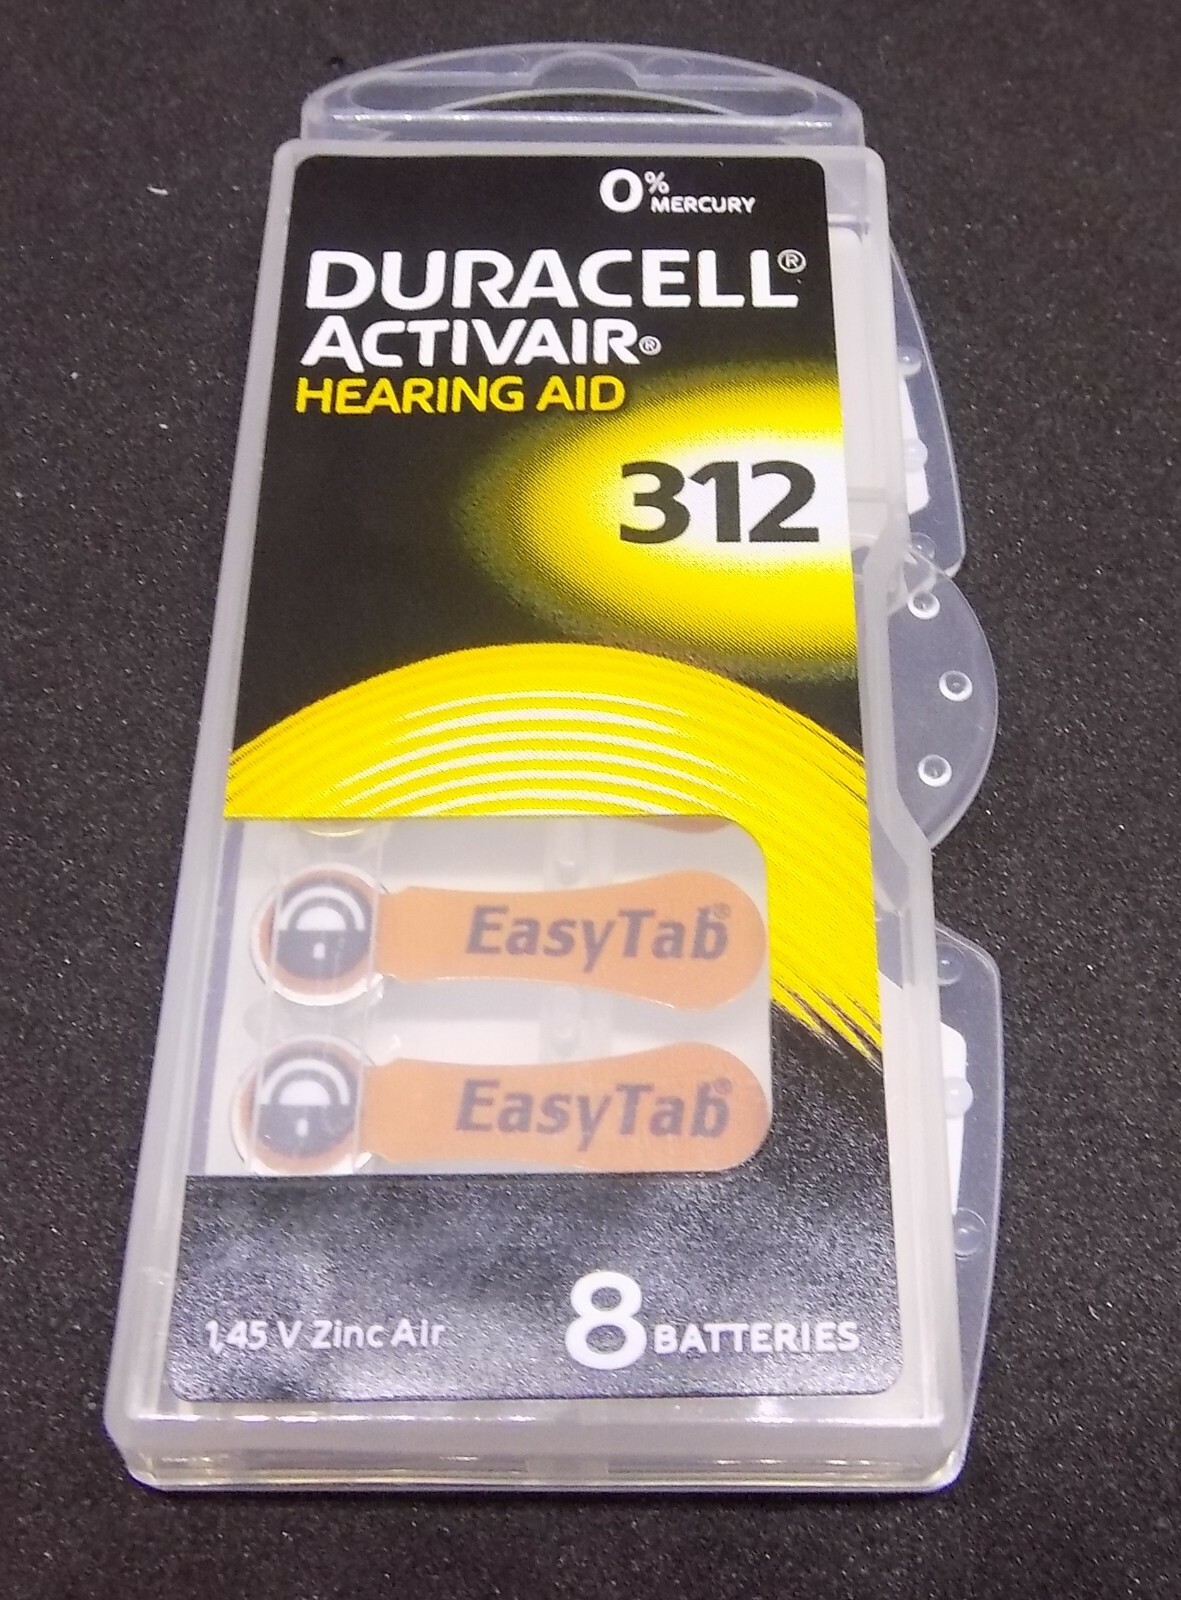 0% MERCURY
DURACELL®
ACTIVAIR®
HEARING AID
312
EasyTab®
EasyTab®
1,45 V Zinc Air
8 BATTERIES